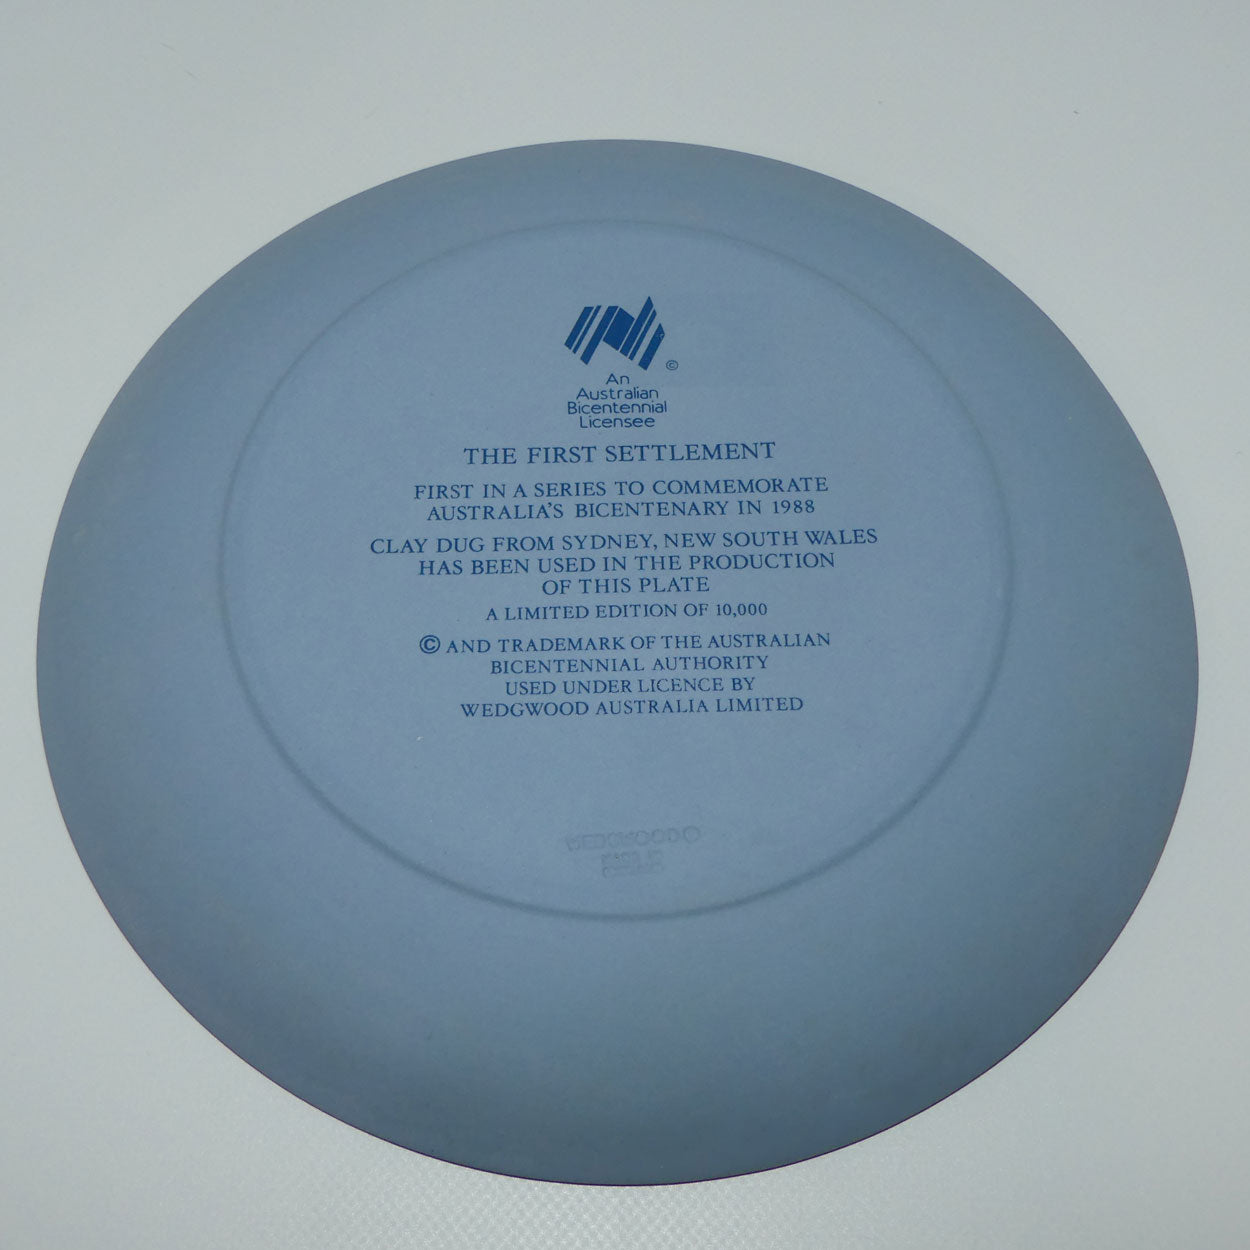 ©
An
Australian
Bicentennial
Licensee
THE FIRST SETTLEMENT
FIRST IN A SERIES TO COMMEMORATE
AUSTRALIA'S BICENTENARY IN 1988
CLAY DUG FROM SYDNEY, NEW SOUTH WALES
HAS BEEN USED IN THE PRODUCTION
OF THIS PLATE
A LIMITED EDITION OF 10,000
© AND TRADEMARK OF THE AUSTRALIAN
BICENTENNIAL AUTHORITY
USED UNDER LICENCE BY
WEDGWOOD AUSTRALIA LIMITED
WEDGWOOD